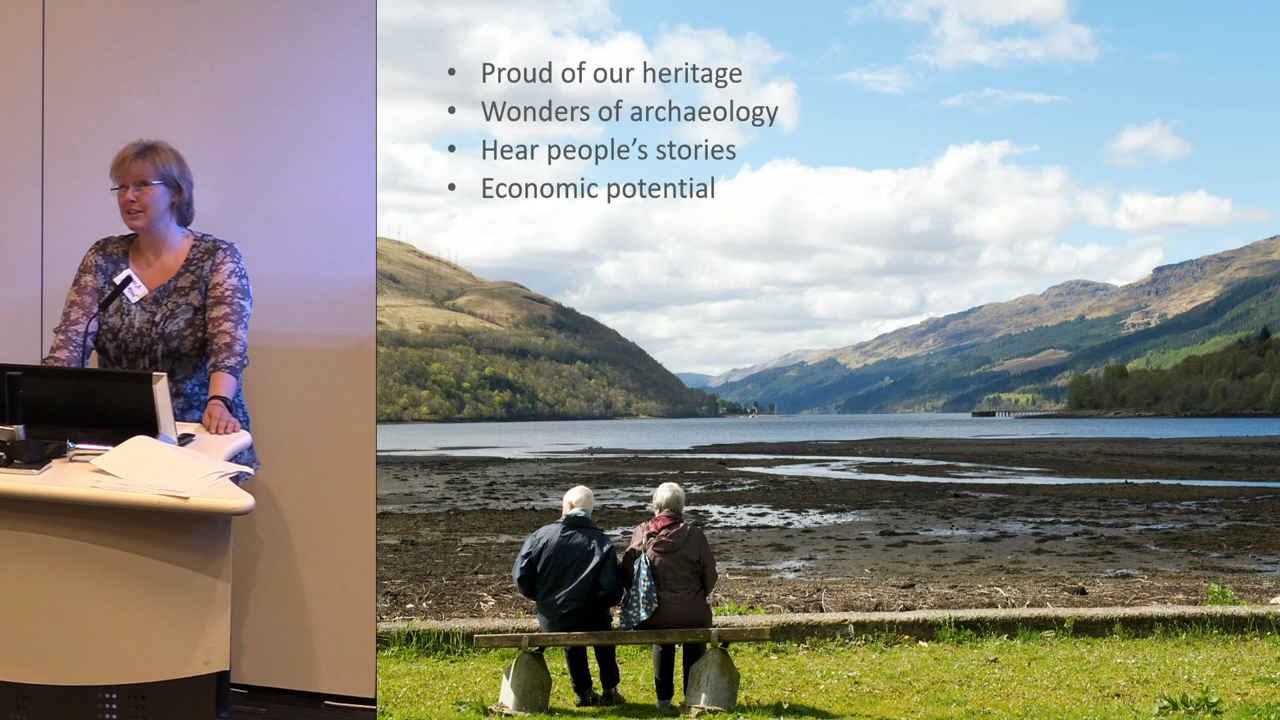 • Proud of our heritage
• Wonders of archaeology
• Hear people’s stories
• Economic potential